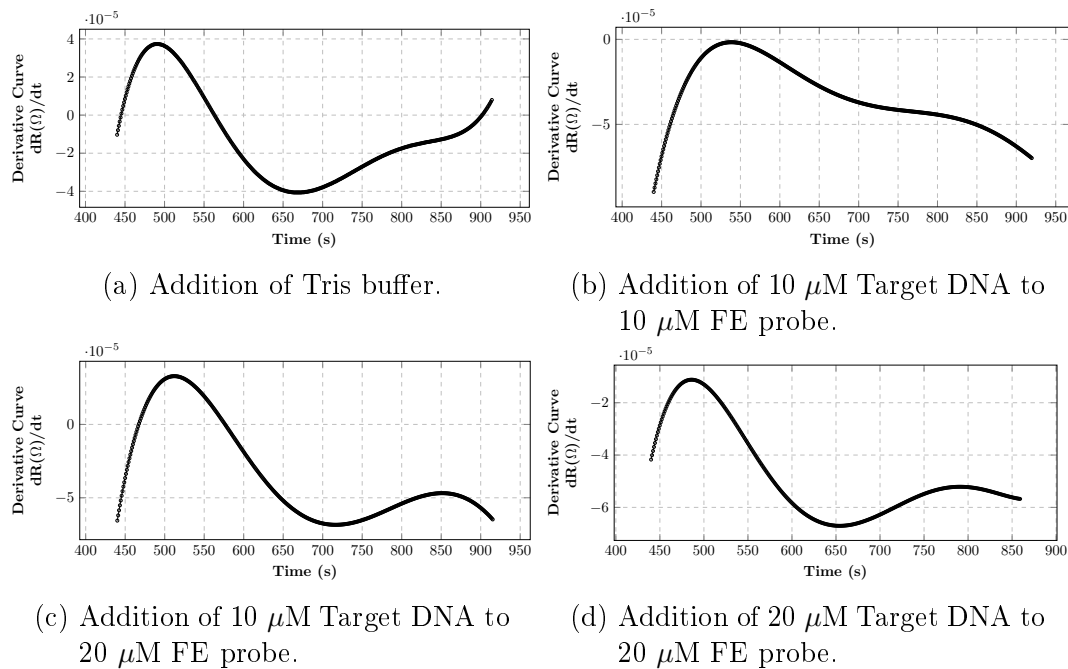 ·10⁻⁵
4
2
0
−2
−4
400 450 500 550 600 650 700 750 800 850 900 950
Time (s)
Derivative Curve
dR(Ω)/dt
(a) Addition of Tris buffer.
·10⁻⁵
0
−5
400 450 500 550 600 650 700 750 800 850 900 950
Time (s)
Derivative Curve
dR(Ω)/dt
(b) Addition of 10 μM Target DNA to
10 μM FE probe.
·10⁻⁵
0
−5
400 450 500 550 600 650 700 750 800 850 900 950
Time (s)
Derivative Curve
dR(Ω)/dt
(c) Addition of 10 μM Target DNA to
20 μM FE probe.
·10⁻⁵
−2
−4
−6
400 450 500 550 600 650 700 750 800 850 900
Time (s)
Derivative Curve
dR(Ω)/dt
(d) Addition of 20 μM Target DNA to
20 μM FE probe.